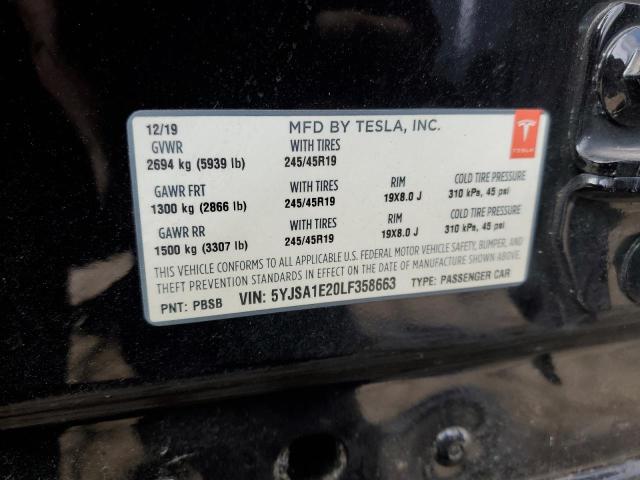 12/19 MFD BY TESLA, INC.
GVWR WITH TIRES
2694 kg (5939 lb) 245/45R19
TESLA
GAWR FRT WITH TIRES RIM COLD TIRE PRESSURE
1300 kg (2866 lb) 245/45R19 19X8.0 J 310 kPa, 45 psi
GAWR RR WITH TIRES RIM COLD TIRE PRESSURE
1500 kg (3307 lb) 245/45R19 19X8.0 J 310 kPa, 45 psi
THIS VEHICLE CONFORMS TO ALL APPLICABLE U.S. FEDERAL MOTOR VEHICLE SAFETY, BUMPER, AND
THEFT PREVENTION STANDARDS IN EFFECT ON THE DATE OF MANUFACTURE SHOWN ABOVE.
PNT: PBSB VIN: 5YJSA1E20LF358663 TYPE: PASSENGER CAR